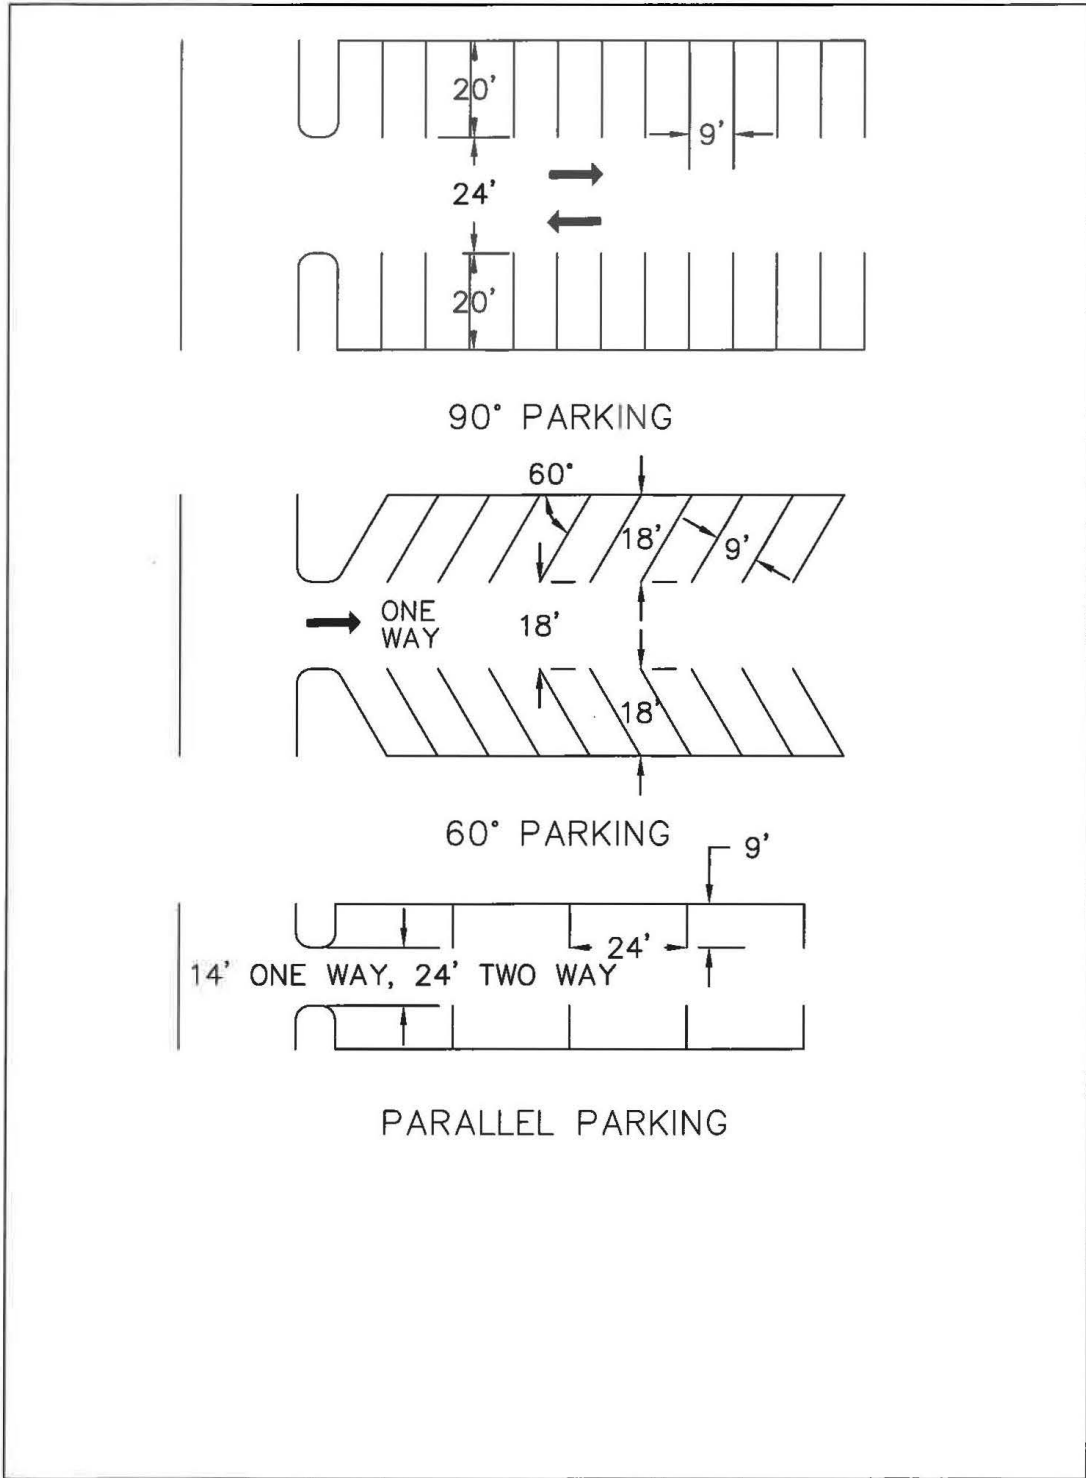 20'
9'
24'
20'
90° PARKING
60°
18'
9'
ONE
WAY
18'
18'
60° PARKING
9'
24'
14' ONE WAY, 24' TWO WAY
PARALLEL PARKING